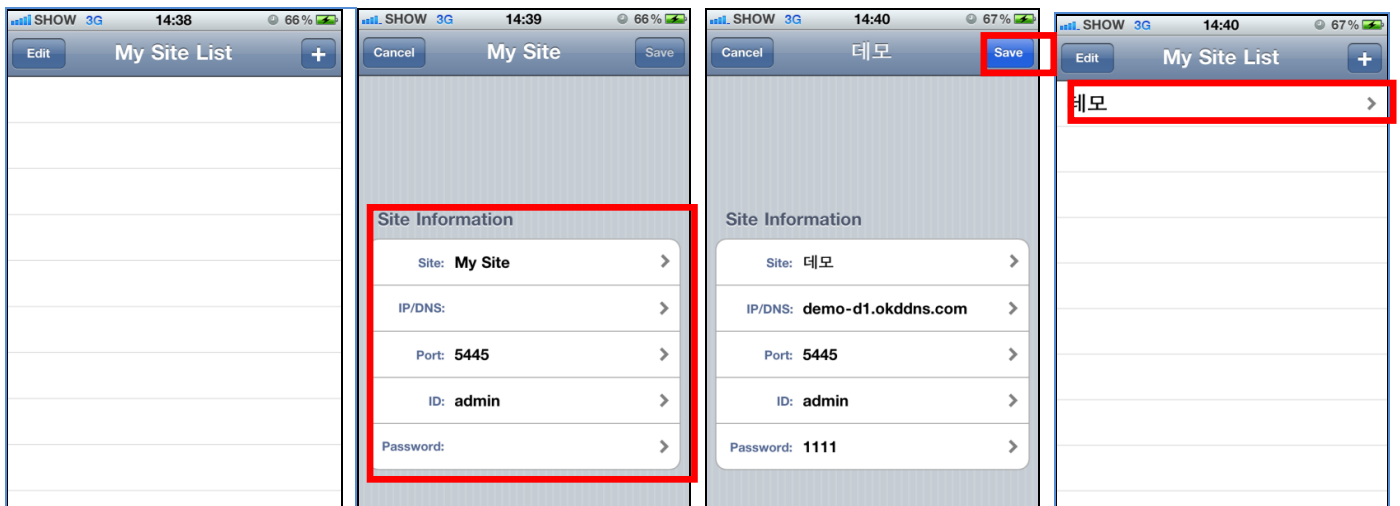 SHOW 3G 14:38 66%
Edit My Site List +
SHOW 3G 14:39 66%
Cancel My Site Save
Site Information
Site: My Site
IP/DNS:
Port: 5445
ID: admin
Password:
SHOW 3G 14:40 67%
Cancel 데모 Save
Site Information
Site: 데모
IP/DNS: demo-d1.okddns.com
Port: 5445
ID: admin
Password: 1111
SHOW 3G 14:40 67%
Edit My Site List +
데모